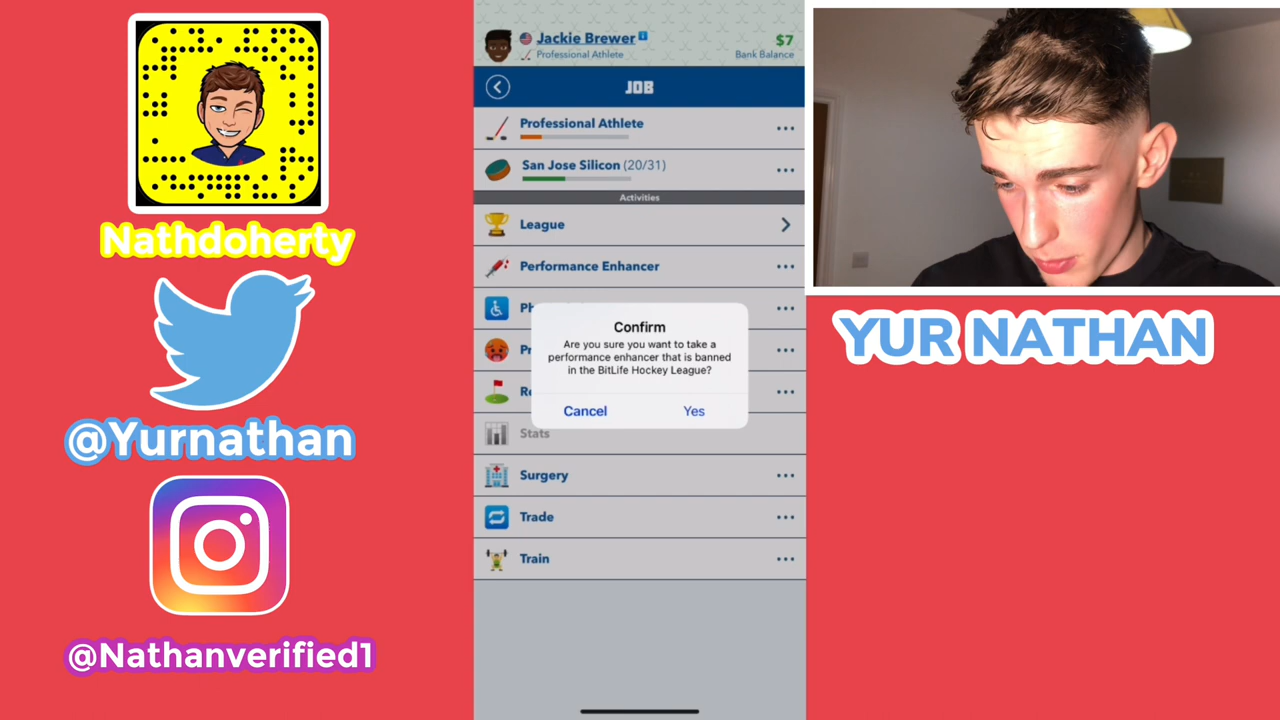 Nathdoherty
@Yurnathan
@Nathanverified1
Jackie Brewer
Professional Athlete
$7
Bank Balance
JOB
Professional Athlete
San Jose Silicon (20/31)
Activities
League
Performance Enhancer
Confirm
Are you sure you want to take a
performance enhancer that is banned
in the BitLife Hockey League?
Cancel
Yes
Stats
Surgery
Trade
Train
YUR NATHAN